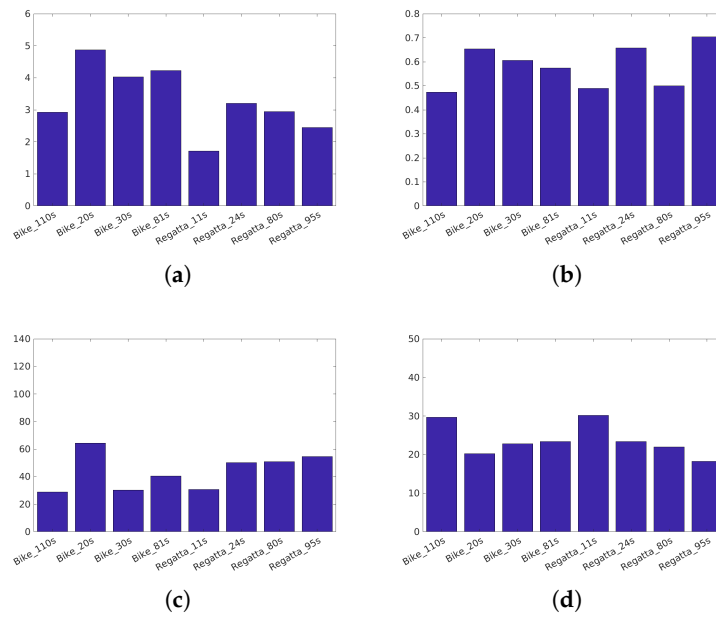 6
5
4
3
2
1
0
Bike_110s
Bike_20s
Bike_30s
Bike_81s
Regatta_11s
Regatta_24s
Regatta_80s
Regatta_95s
(a)
0.8
0.7
0.6
0.5
0.4
0.3
0.2
0.1
0
Bike_110s
Bike_20s
Bike_30s
Bike_81s
Regatta_11s
Regatta_24s
Regatta_80s
Regatta_95s
(b)
140
120
100
80
60
40
20
0
Bike_110s
Bike_20s
Bike_30s
Bike_81s
Regatta_11s
Regatta_24s
Regatta_80s
Regatta_95s
(c)
50
40
30
20
10
0
Bike_110s
Bike_20s
Bike_30s
Bike_81s
Regatta_11s
Regatta_24s
Regatta_80s
Regatta_95s
(d)